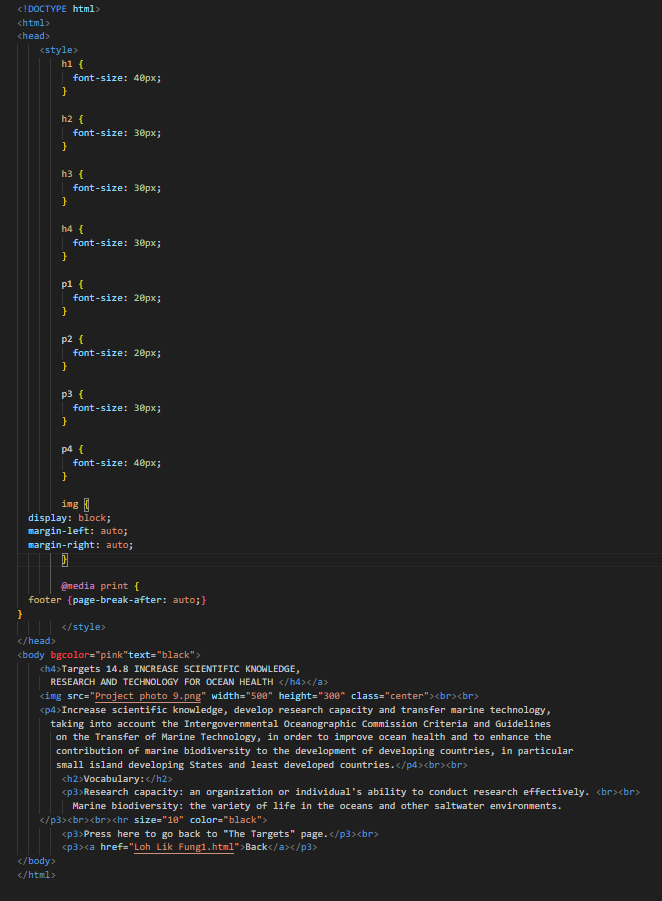 <!DOCTYPE html>
<html>
<head>
<style>
h1 {
font-size: 40px;
}
h2 {
font-size: 30px;
}
h3 {
font-size: 30px;
}
h4 {
font-size: 30px;
}
p1 {
font-size: 20px;
}
p2 {
font-size: 20px;
}
p3 {
font-size: 30px;
}
p4 {
font-size: 40px;
}
img {
display: block;
margin-left: auto;
margin-right: auto;
}
@media print {
footer {page-break-after: auto;}
}
</style>
</head>
<body bgcolor="pink"text="black">
<h4>Targets 14.8 INCREASE SCIENTIFIC KNOWLEDGE,
RESEARCH AND TECHNOLOGY FOR OCEAN HEALTH </h4></a>
<img src="Project photo 9.png" width="500" height="300" class="center"><br><br>
<p4>Increase scientific knowledge, develop research capacity and transfer marine technology,
taking into account the Intergovernmental Oceanographic Commission Criteria and Guidelines
on the Transfer of Marine Technology, in order to improve ocean health and to enhance the
contribution of marine biodiversity to the development of developing countries, in particular
small island developing States and least developed countries.</p4><br><br>
<h2>Vocabulary:</h2>
<p3>Research capacity: an organization or individual's ability to conduct research effectively. <br><br>
Marine biodiversity: the variety of life in the oceans and other saltwater environments.
</p3><br><br><hr size="10" color="black">
<p3>Press here to go back to "The Targets" page.</p3><br>
<p3><a href="Loh Lik Fung1.html">Back</a></p3>
</body>
</html>